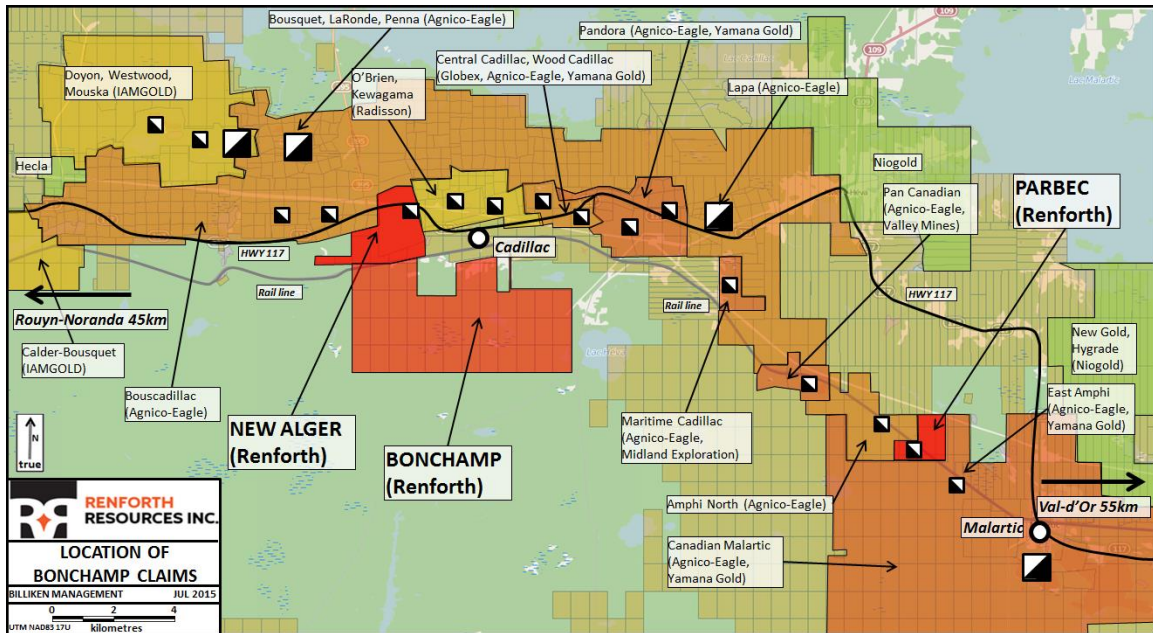 Bousquet, LaRonde, Penna (Agnico-Eagle)
Pandora (Agnico-Eagle, Yamana Gold)
109
109
Lac Malartic
Doyon, Westwood,
Mouska (IAMGOLD)
O'Brien,
Kewagama
(Radisson)
Central Cadillac, Wood Cadillac
(Globex, Agnico-Eagle, Yamana Gold)
Lapa (Agnico-Eagle)
Hecla
Niogold
Pan Canadian
(Agnico-Eagle,
Valley Mines)
PARBEC
(Renforth)
Cadillac
HWY 117
Rail line
Rail line
HWY 117
Rouyn-Noranda 45km
Calder-Bousquet
(IAMGOLD)
Bouscadillac
(Agnico-Eagle)
New Gold,
Hygrade
(Niogold)
East Amphi
(Agnico-Eagle,
Yamana Gold)
Maritime Cadillac
(Agnico-Eagle,
Midland Exploration)
NEW ALGER
(Renforth)
BONCHAMP
(Renforth)
N
true
Amphi North (Agnico-Eagle)
Val-d'Or 55km
Malartic
Canadian Malartic
(Agnico-Eagle,
Yamana Gold)
RENFORTH
RESOURCES INC.
LOCATION OF
BONCHAMP CLAIMS
BILLIKEN MANAGEMENT JUL 2015
0 2 4
UTM NAD83 17U kilometres